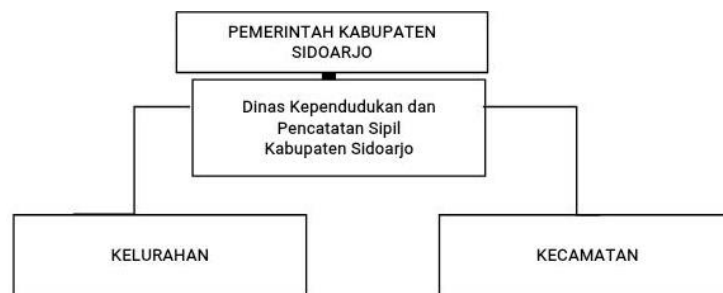 PEMERINTAH KABUPATEN
SIDOARJO
Dinas Kependudukan dan
Pencatatan Sipil
Kabupaten Sidoarjo
KELURAHAN
KECAMATAN